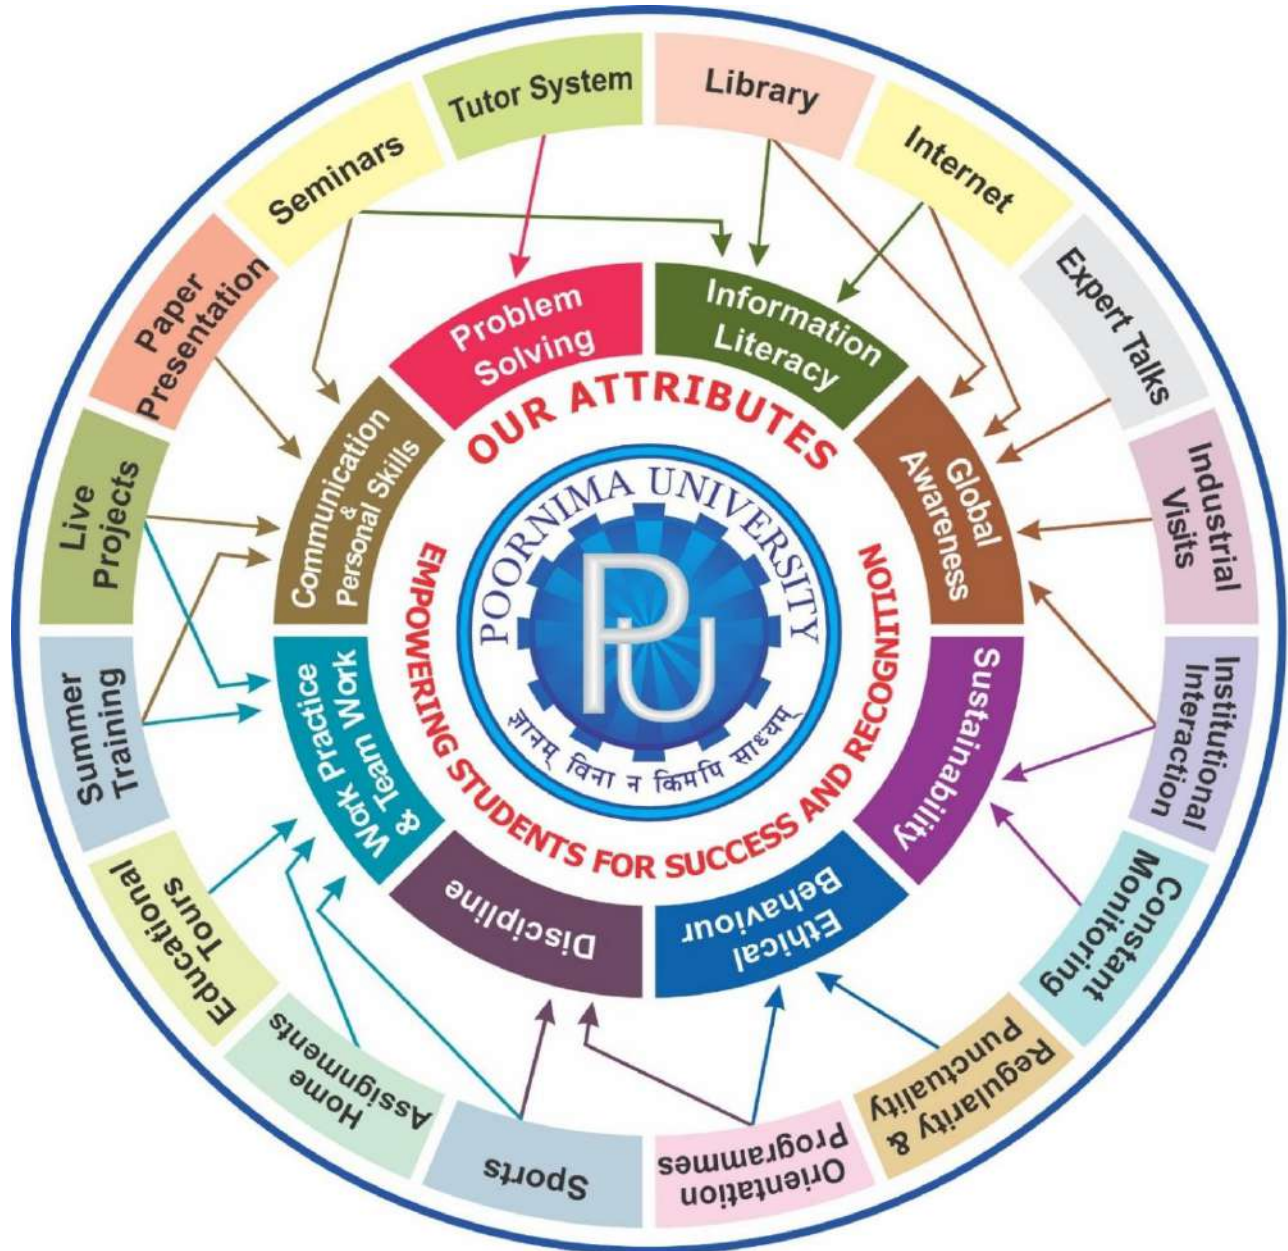 Tutor System
Library
Internet
Expert Talks
Industrial
Visits
Institutional
Interaction
Constant
Monitoring
Regularity &
Punctuality
Orientation
Programmes
Sports
Home
Assignments
Educational
Tours
Summer
Training
Live
Projects
Paper
Presentation
Seminars
Problem
Solving
Information
Literacy
Global
Awareness
Sustainability
Ethical
Behaviour
Discipline
Work Practice
& Team Work
Communication
&
Personal Skills
OUR ATTRIBUTES
EMPOWERING STUDENTS FOR SUCCESS AND RECOGNITION
POORNIMA UNIVERSITY
PU
ज्ञानम् विना न किमपि साध्यम्